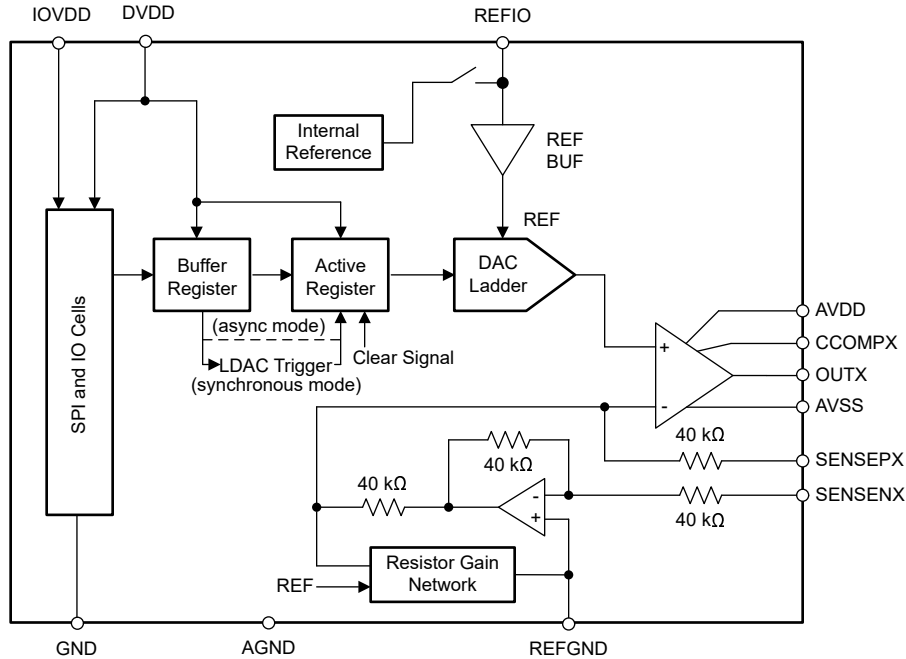 IOVDD
DVDD
REFIO
Internal
Reference
REF
BUF
REF
SPI and IO Cells
Buffer
Register
Active
Register
DAC
Ladder
(async mode)
LDAC Trigger
(synchronous mode)
Clear Signal
+
-
AVDD
CCOMPX
OUTX
AVSS
40 kΩ
SENSEPX
40 kΩ
SENSENX
40 kΩ
40 kΩ
-
+
Resistor Gain
Network
REF
GND
AGND
REFGND